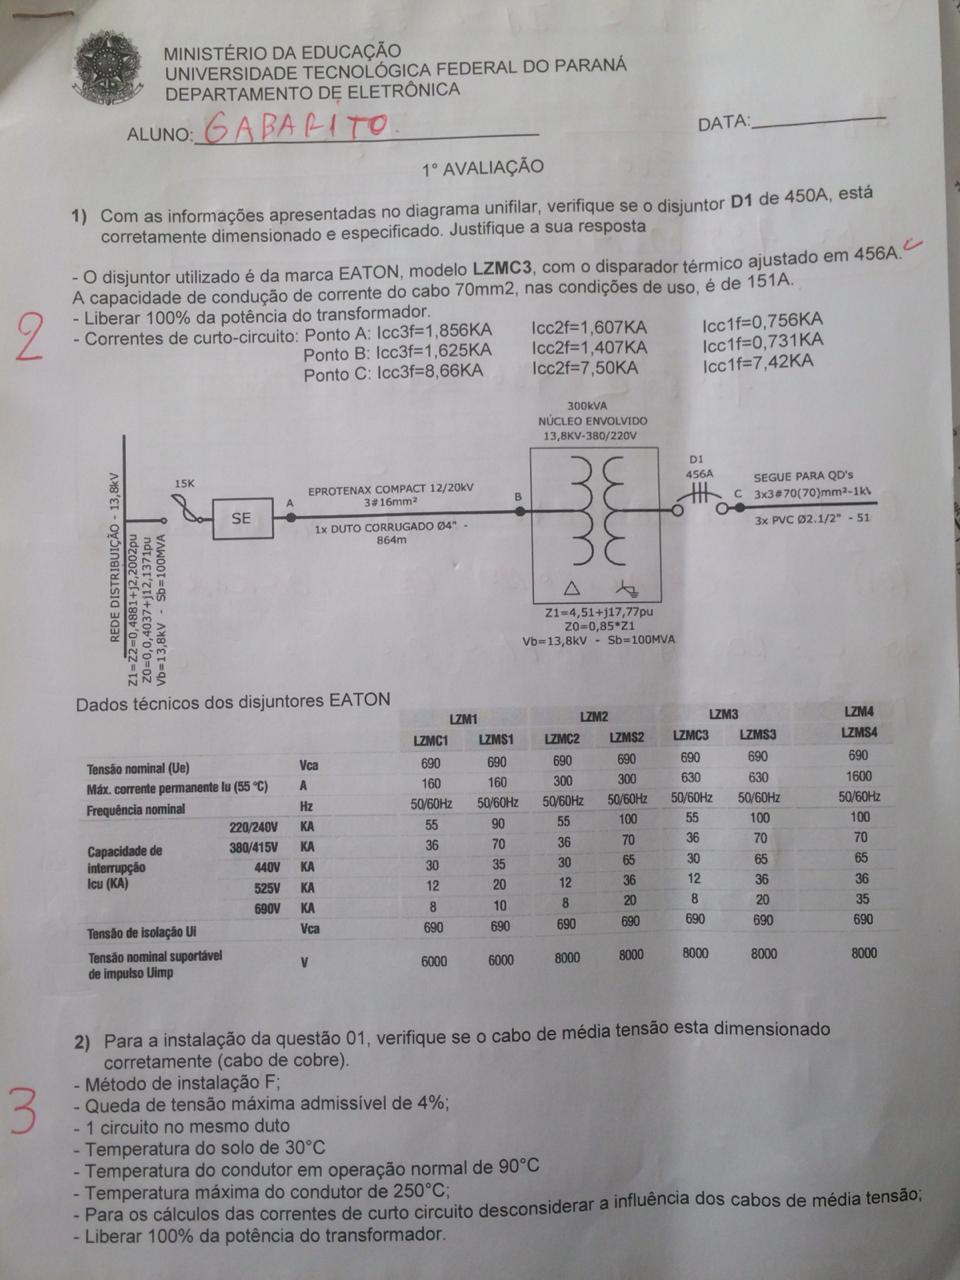 MINISTÉRIO DA EDUCAÇÃO
UNIVERSIDADE TECNOLÓGICA FEDERAL DO PARANÁ
DEPARTAMENTO DE ELETRÔNICA
ALUNO: GABARITO
DATA:
1° AVALIAÇÃO
1) Com as informações apresentadas no diagrama unifilar, verifique se o disjuntor D1 de 450A, está
corretamente dimensionado e especificado. Justifique a sua resposta
- O disjuntor utilizado é da marca EATON, modelo LZMC3, com o disparador térmico ajustado em 456A.
A capacidade de condução de corrente do cabo 70mm2, nas condições de uso, é de 151A.
- Liberar 100% da potência do transformador.
2
- Correntes de curto-circuito: Ponto A: Icc3f=1,856KA Icc2f=1,607KA Icc1f=0,756KA
Ponto B: Icc3f=1,625KA Icc2f=1,407KA Icc1f=0,731KA
Ponto C: Icc3f=8,66KA Icc2f=7,50KA Icc1f=7,42KA
300kVA
NÚCLEO ENVOLVIDO
13,8KV-380/220V
REDE DISTRIBUIÇÃO - 13,8kV
Z1=Z2=0,4881+j2,2002pu
Z0=0,0,4037+j12,1371pu
Vb=13,8kV - Sb=100MVA
15K
SE
A
EPROTENAX COMPACT 12/20kV
3#16mm²
1x DUTO CORRUGADO Ø4" -
864m
B
D1
456A
C
SEGUE PARA QD's
3x3#70(70)mm²-1kV
3x PVC Ø2.1/2" - 51
Z1=4,51+j17,77pu
Z0=0,85*Z1
Vb=13,8kV - Sb=100MVA
Dados técnicos dos disjuntores EATON
LZM1 LZM2 LZM3 LZM4
LZMC1 LZMS1 LZMC2 LZMS2 LZMC3 LZMS3 LZMS4
Tensão nominal (Ue) Vca 690 690 690 690 690 690 690
Máx. corrente permanente Iu (55 °C) A 160 160 300 300 630 630 1600
Frequência nominal Hz 50/60Hz 50/60Hz 50/60Hz 50/60Hz 50/60Hz 50/60Hz 50/60Hz
Capacidade de interrupção Icu (KA)
220/240V KA 55 90 55 100 55 100 100
380/415V KA 36 70 36 70 36 70 70
440V KA 30 35 30 65 30 65 65
525V KA 12 20 12 36 12 36 36
690V KA 8 10 8 20 8 20 35
Tensão de isolação Ui Vca 690 690 690 690 690 690 690
Tensão nominal suportável
de impulso Uimp V 6000 6000 8000 8000 8000 8000 8000
2) Para a instalação da questão 01, verifique se o cabo de média tensão esta dimensionado
corretamente (cabo de cobre).
- Método de instalação F;
3
- Queda de tensão máxima admissível de 4%;
- 1 circuito no mesmo duto
- Temperatura do solo de 30°C
- Temperatura do condutor em operação normal de 90°C
- Temperatura máxima do condutor de 250°C;
- Para os cálculos das correntes de curto circuito desconsiderar a influência dos cabos de média tensão;
- Liberar 100% da potência do transformador.